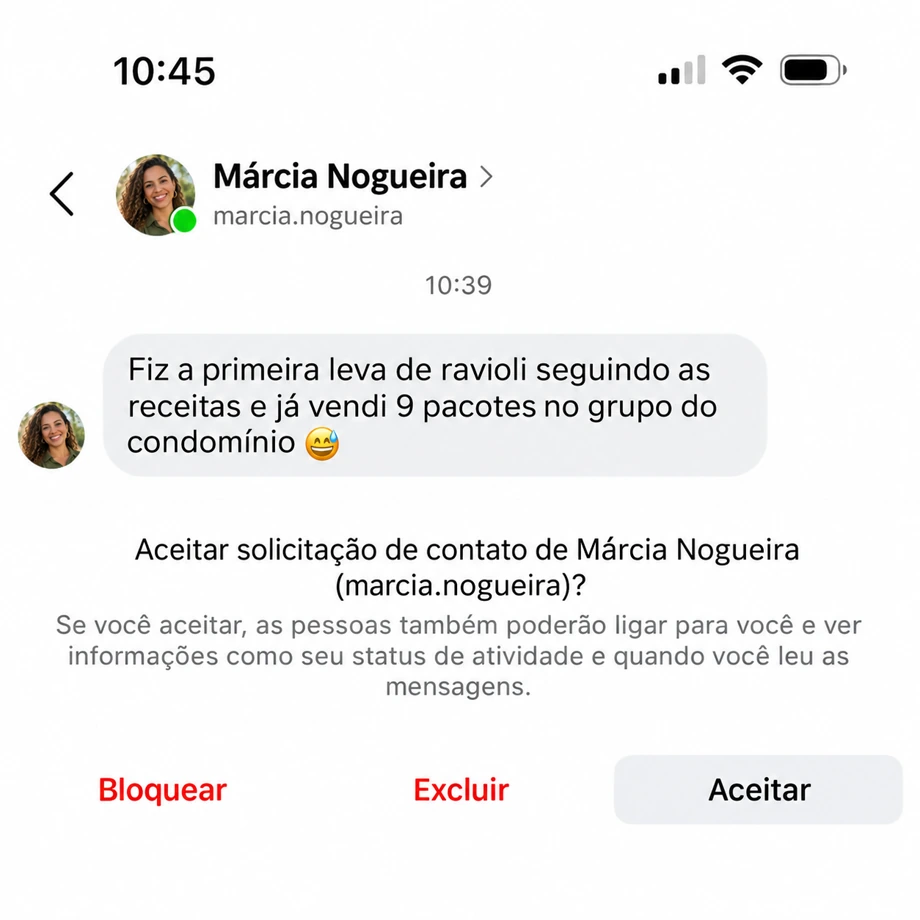 10:45
Márcia Nogueira
marcia.nogueira
10:39
Fiz a primeira leva de ravioli seguindo as
receitas e já vendi 9 pacotes no grupo do
condomínio 😅
Aceitar solicitação de contato de Márcia Nogueira
(marcia.nogueira)?
Se você aceitar, as pessoas também poderão ligar para você e ver
informações como seu status de atividade e quando você leu as
mensagens.
Bloquear
Excluir
Aceitar